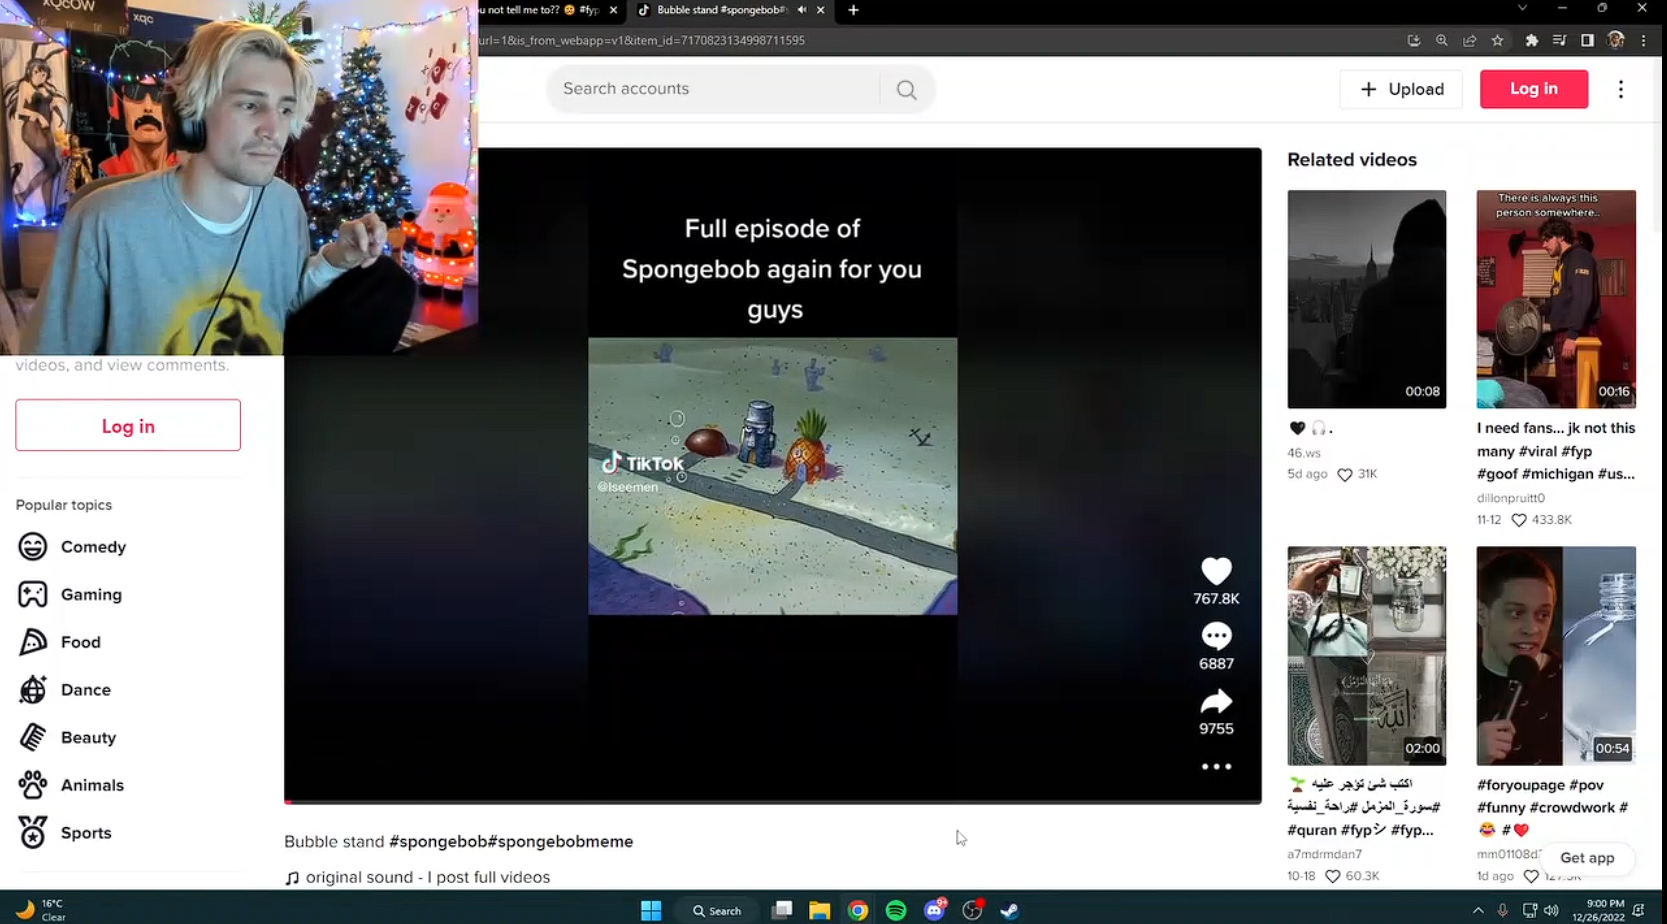 xQcOW
xqc
u not tell me to?? 😕 #fyp
Bubble stand #spongebob#
url=1&is_from_webapp=v1&item_id=7170823134998711595
Search accounts
Upload
Log in
videos, and view comments.
Log in
Popular topics
Comedy
Gaming
Food
Dance
Beauty
Animals
Sports
Full episode of
Spongebob again for you
guys
TikTok
@lseemen
767.8K
6887
9755
Bubble stand #spongebob#spongebobmeme
original sound - I post full videos
Related videos
00:08
🖤 🎧 .
46.ws
5d ago 31K
There is always this
person somewhere..
00:16
I need fans... jk not this
many #viral #fyp
#goof #michigan #us...
dillonpruitt0
11-12 433.8K
02:00
🌱 اكتب شئ تؤجر عليه
#سورة_المزمل #راحة_نفسية
#quran #fypシ #fyp...
a7mdrmdan7
10-18 60.3K
00:54
#foryoupage #pov
#funny #crowdwork #
😂 #❤️
mm01108d
1d ago
Get app
16°C
Clear
Search
9:00 PM
12/26/2022